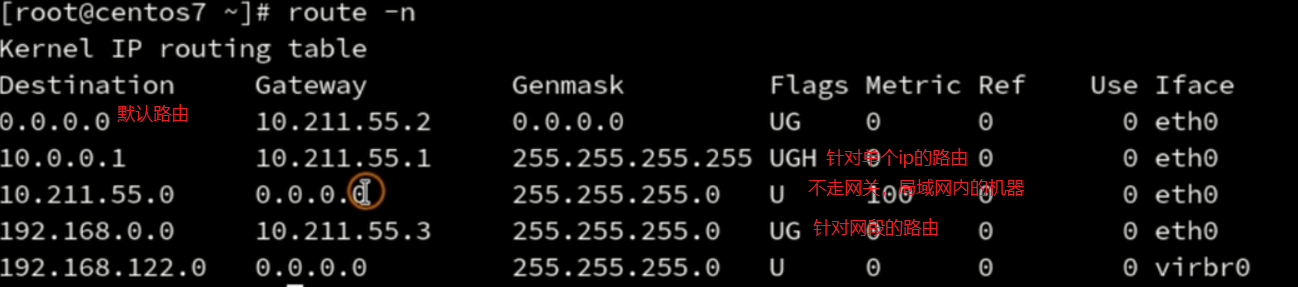 [root@centos7 ~]# route -n
Kernel IP routing table
Destination Gateway Genmask Flags Metric Ref Use Iface
0.0.0.0 默认路由 10.211.55.2 0.0.0.0 UG 0 0 0 eth0
10.0.0.1 10.211.55.1 255.255.255.255 UGH 针对单个ip的路由 0 0 0 eth0
10.211.55.0 0.0.0.0 255.255.255.0 U 不走网关,局域网内的机器 100 0 0 eth0
192.168.0.0 10.211.55.3 255.255.255.0 UG 针对网段的路由 0 0 0 eth0
192.168.122.0 0.0.0.0 255.255.255.0 U 0 0 0 virbr0